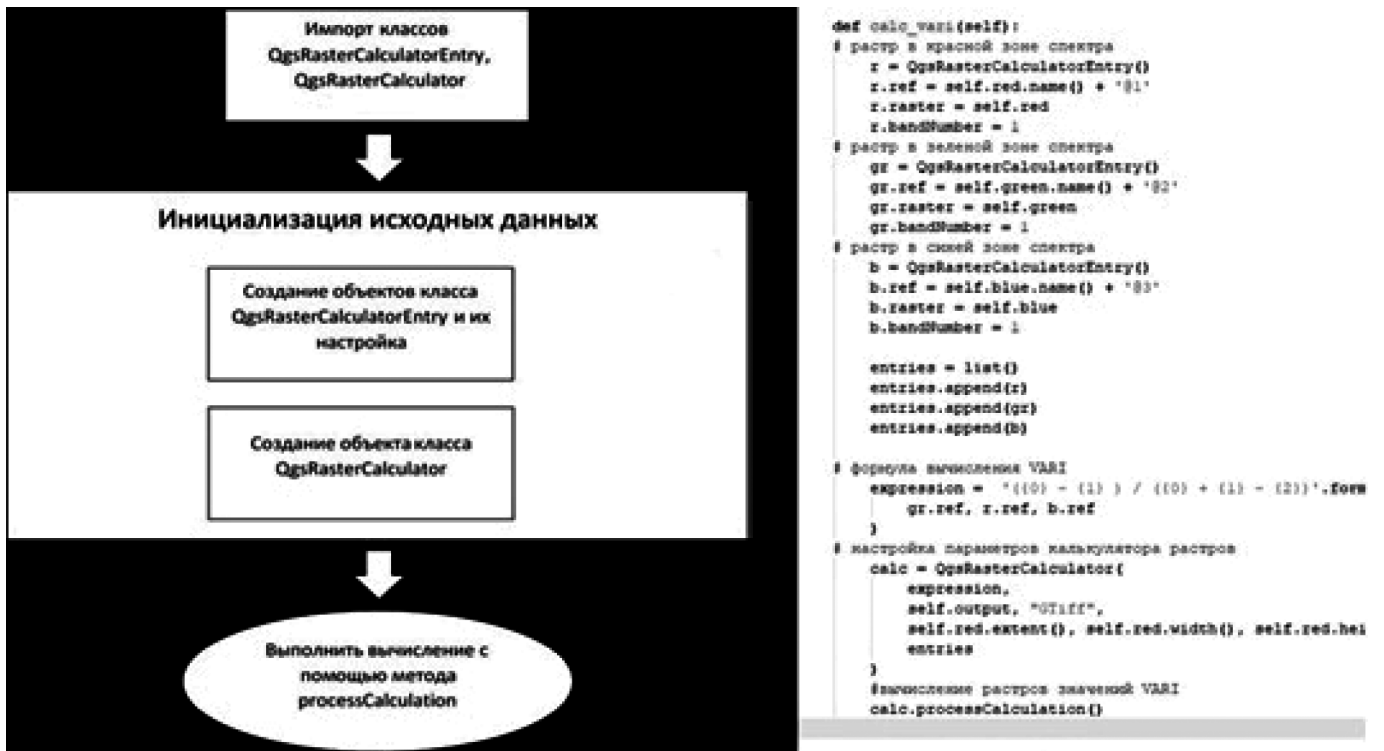 Импорт классов
QgsRasterCalculatorEntry,
QgsRasterCalculator
Инициализация исходных данных
Создание объектов класса
QgsRasterCalculatorEntry и их
настройка
Создание объекта класса
QgsRasterCalculator
Выполнить вычисление с
помощью метода
processCalculation
def calc_vari(self):
# растр в красной зоне спектра
r = QgsRasterCalculatorEntry()
r.ref = self.red.name() + '@1'
r.raster = self.red
r.bandNumber = 1
# растр в зеленой зоне спектра
gr = QgsRasterCalculatorEntry()
gr.ref = self.green.name() + '@2'
gr.raster = self.green
gr.bandNumber = 1
# растр в синей зоне спектра
b = QgsRasterCalculatorEntry()
b.ref = self.blue.name() + '@3'
b.raster = self.blue
b.bandNumber = 1
entries = list()
entries.append(r)
entries.append(gr)
entries.append(b)
# формула вычисления VARI
expression = '({0} - {1} ) / ({0} + {1} - {2})'.form
gr.ref, r.ref, b.ref
)
# настройка параметров калькулятора растров
calc = QgsRasterCalculator(
expression,
self.output, "GTiff",
self.red.extent(), self.red.width(), self.red.hei
entries
)
#вычисление растров значений VARI
calc.processCalculation()